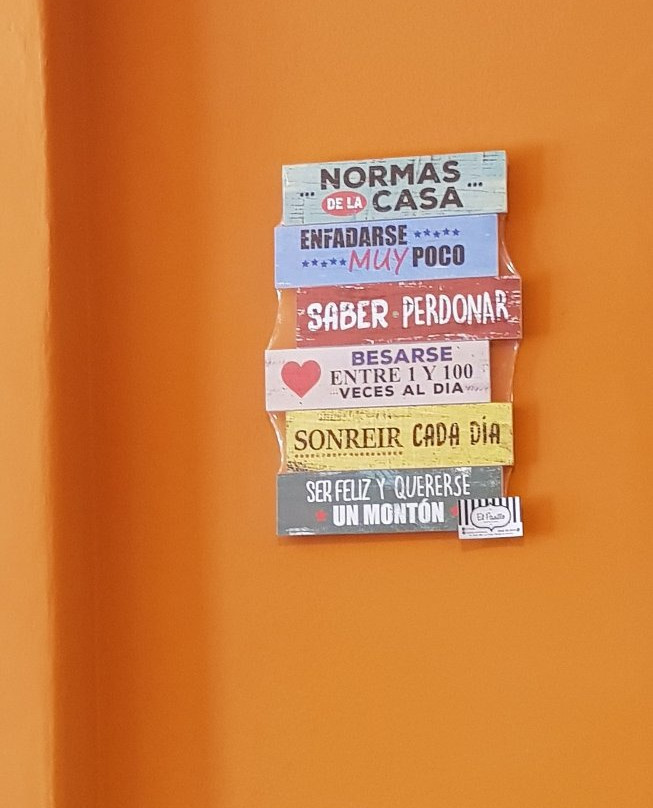 ... NORMAS ...
DE LA CASA
ENFADARSE
MUY POCO
SABER PERDONAR
BESARSE
ENTRE 1 Y 100
VECES AL DIA
SONREIR CADA DÍA
SER FELIZ Y QUERERSE
UN MONTÓN